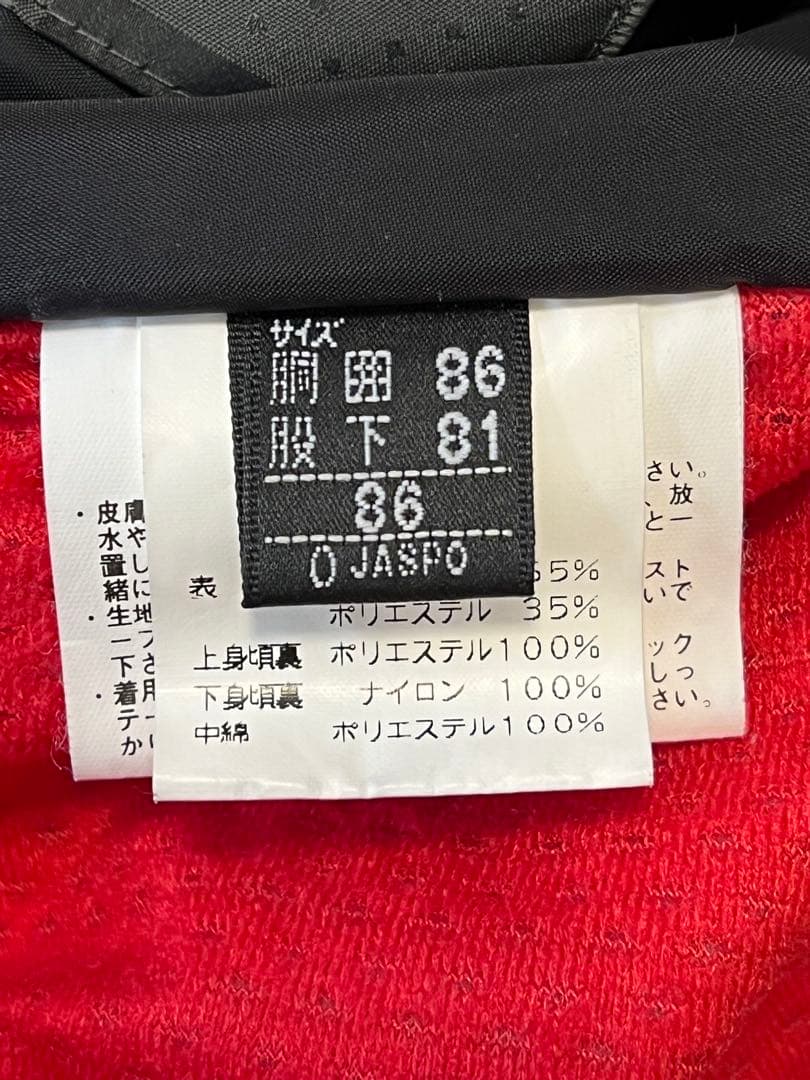 サイズ
胴囲 86
股下 81
86
O JASPO
表 65%
ポリエステル 35%
上身頃裏 ポリエステル100%
下身頃裏 ナイロン 100%
中綿 ポリエステル100%
・皮膚
水や
置し
緒に
・生地
一フ
下さ
・着用
テー
か
さい。
、放
と一
スト
いで
ック
しっ
さい。